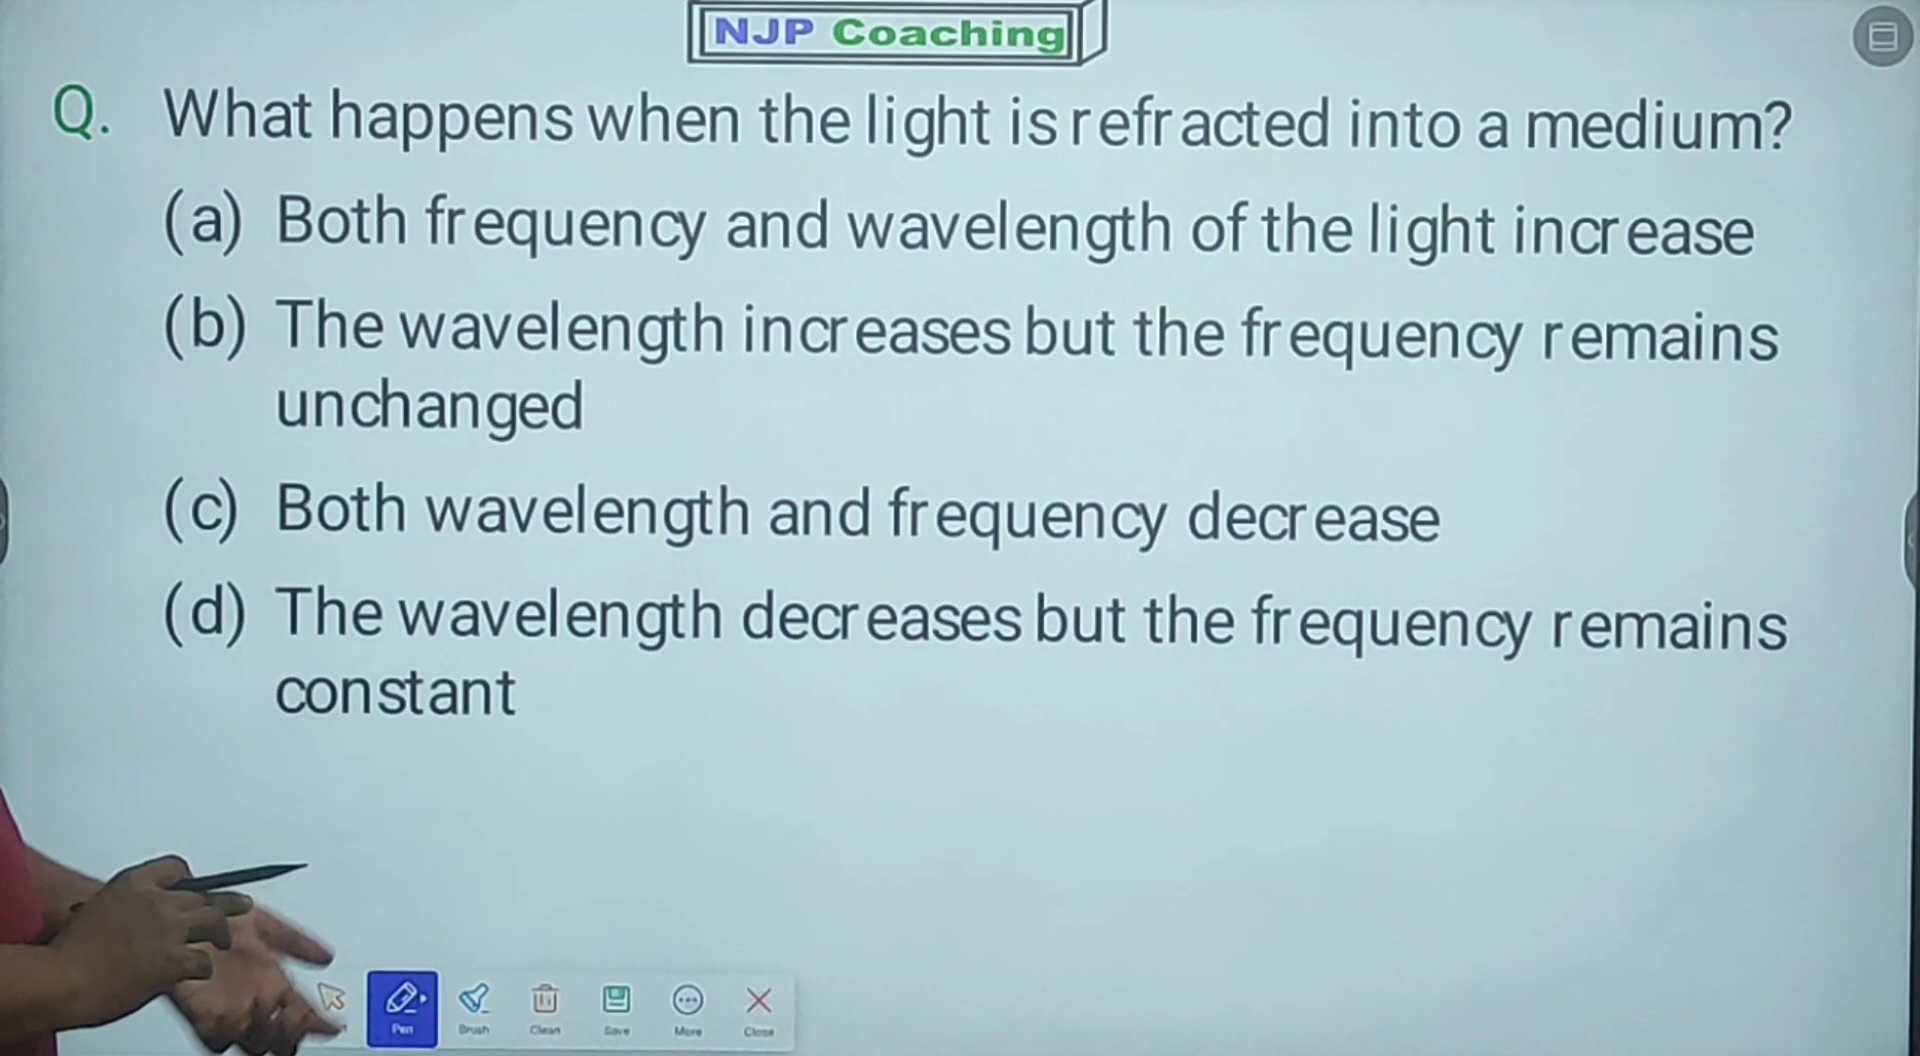 NJP Coaching
Q. What happens when the light is refracted into a medium?
(a) Both frequency and wavelength of the light increase
(b) The wavelength increases but the frequency remains
unchanged
(c) Both wavelength and frequency decrease
(d) The wavelength decreases but the frequency remains
constant
Pen Brush Clean Save More Close